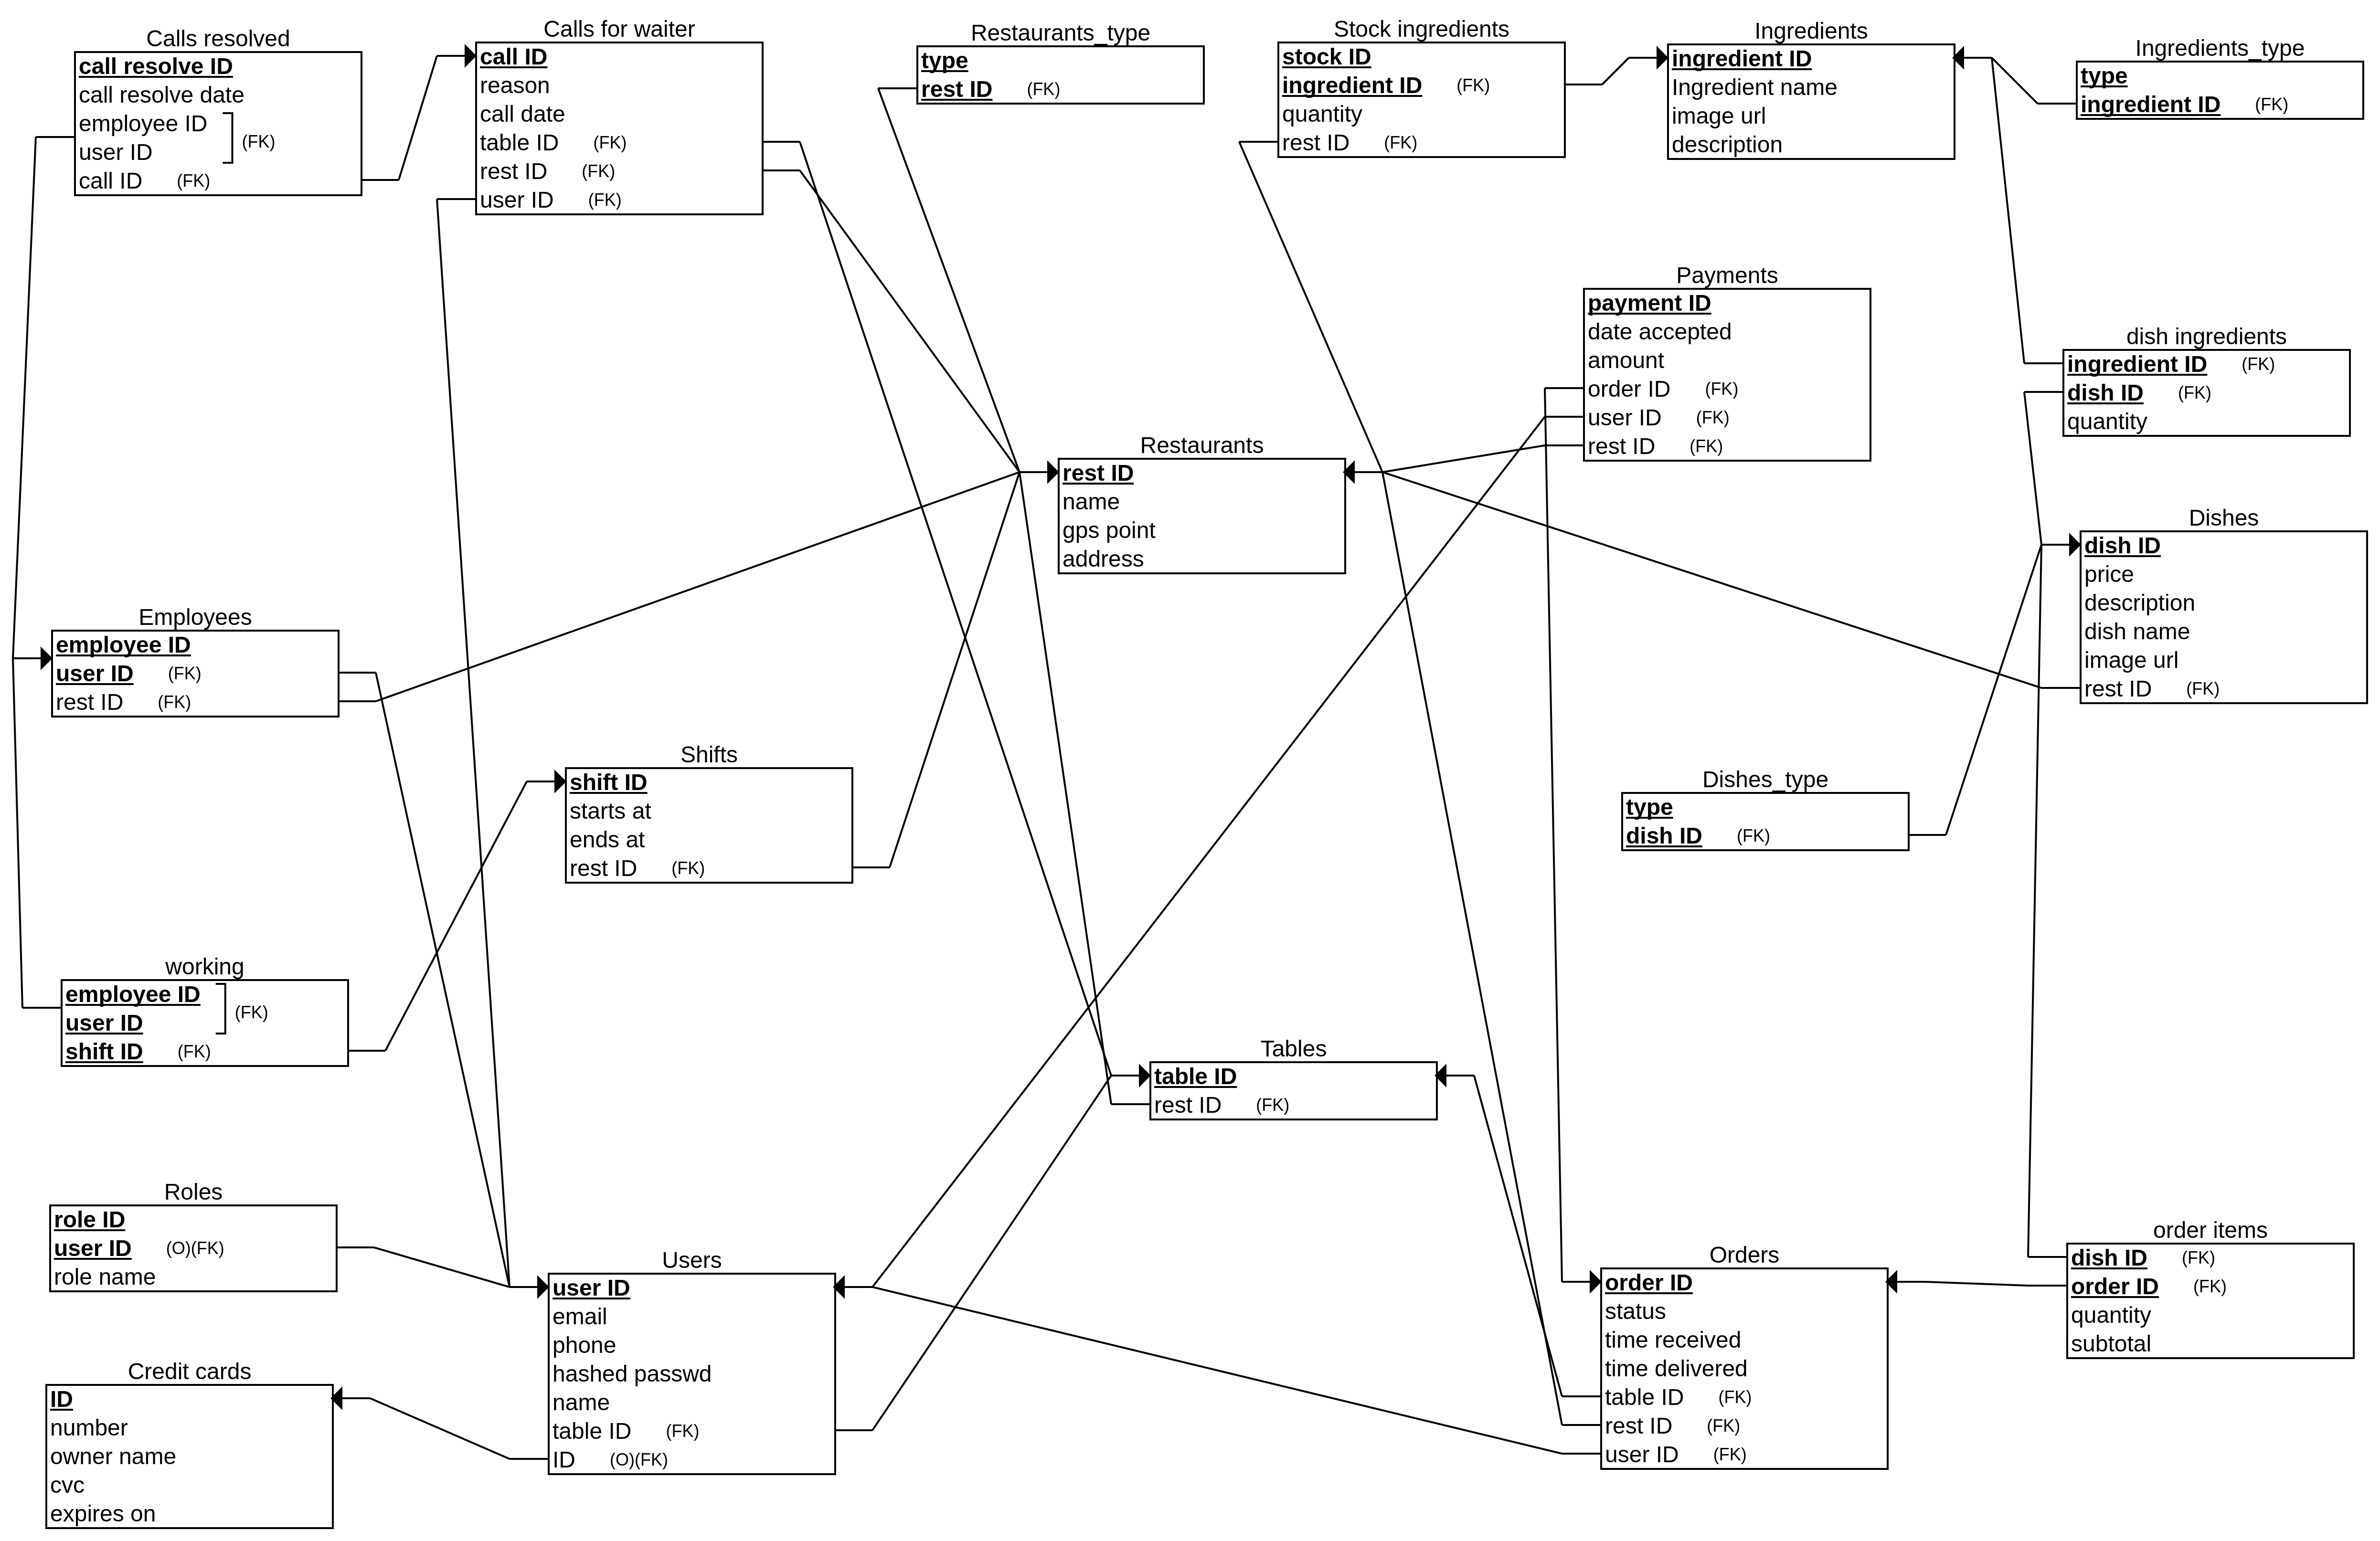 Calls resolved
call resolve ID
call resolve date
employee ID
user ID
(FK)
call ID (FK)
Calls for waiter
call ID
reason
call date
table ID (FK)
rest ID (FK)
user ID (FK)
Restaurants_type
type
rest ID (FK)
Stock ingredients
stock ID
ingredient ID (FK)
quantity
rest ID (FK)
Ingredients
ingredient ID
Ingredient name
image url
description
Ingredients_type
type
ingredient ID (FK)
Payments
payment ID
date accepted
amount
order ID (FK)
user ID (FK)
rest ID (FK)
dish ingredients
ingredient ID (FK)
dish ID (FK)
quantity
Restaurants
rest ID
name
gps point
address
Dishes
dish ID
price
description
dish name
image url
rest ID (FK)
Employees
employee ID
user ID (FK)
rest ID (FK)
Shifts
shift ID
starts at
ends at
rest ID (FK)
Dishes_type
type
dish ID (FK)
working
employee ID
user ID
(FK)
shift ID (FK)
Tables
table ID
rest ID (FK)
Roles
role ID
user ID (O)(FK)
role name
Users
user ID
email
phone
hashed passwd
name
table ID (FK)
ID (O)(FK)
Orders
order ID
status
time received
time delivered
table ID (FK)
rest ID (FK)
user ID (FK)
order items
dish ID (FK)
order ID (FK)
quantity
subtotal
Credit cards
ID
number
owner name
cvc
expires on